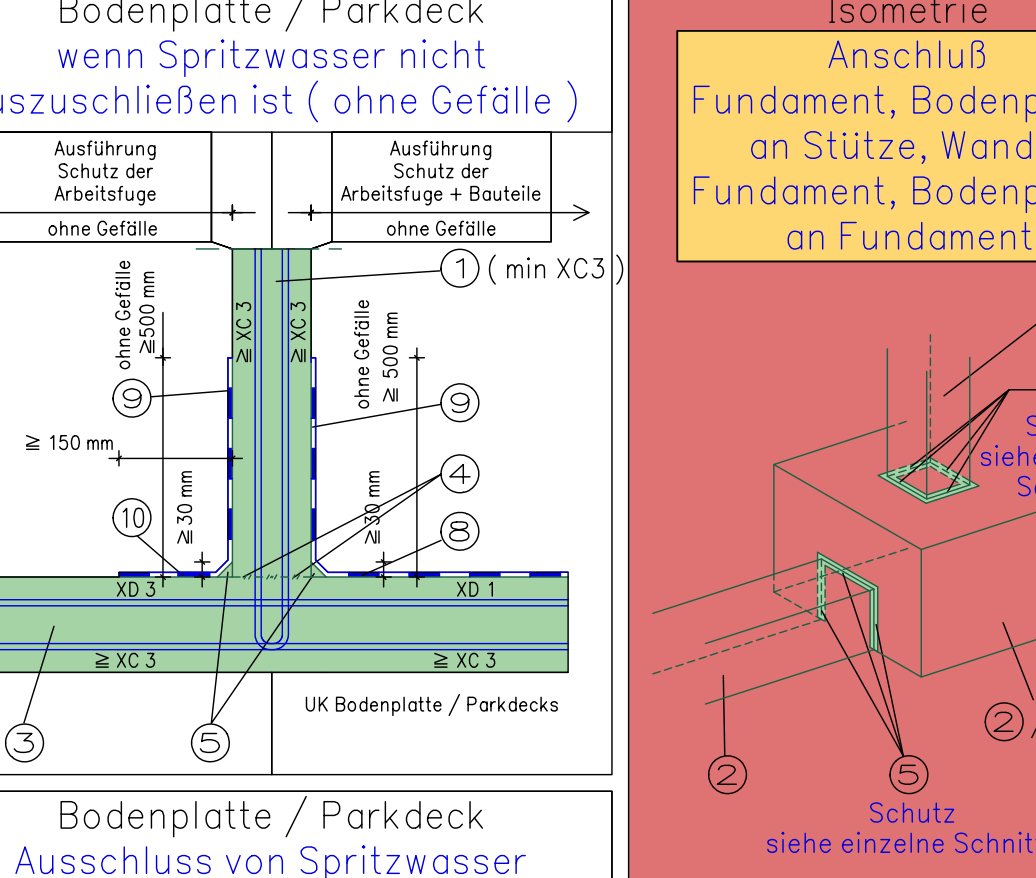 Bodenplatte / Parkdeck
wenn Spritzwasser nicht
uszuschließen ist ( ohne Gefälle )
Ausführung
Schutz der
Arbeitsfuge
ohne Gefälle
Ausführung
Schutz der
Arbeitsfuge + Bauteile
ohne Gefälle
1 ( min XC3 )
ohne Gefälle
≧500 mm
≧ XC 3
≧ XC 3
ohne Gefälle
≧ 500 mm
9
9
≧ 150 mm
4
10
≧30 mm
≧30 mm
8
XD 3
XD 1
≧ XC 3
≧ XC 3
UK Bodenplatte / Parkdecks
3
5
Bodenplatte / Parkdeck
Ausschluss von Spritzwasser
Isometrie
Anschluß
Fundament, Bodenp
an Stütze, Wand
Fundament, Bodenp
an Fundament
S
siehe
Sc
2 /
2
5
Schutz
siehe einzelne Schnit